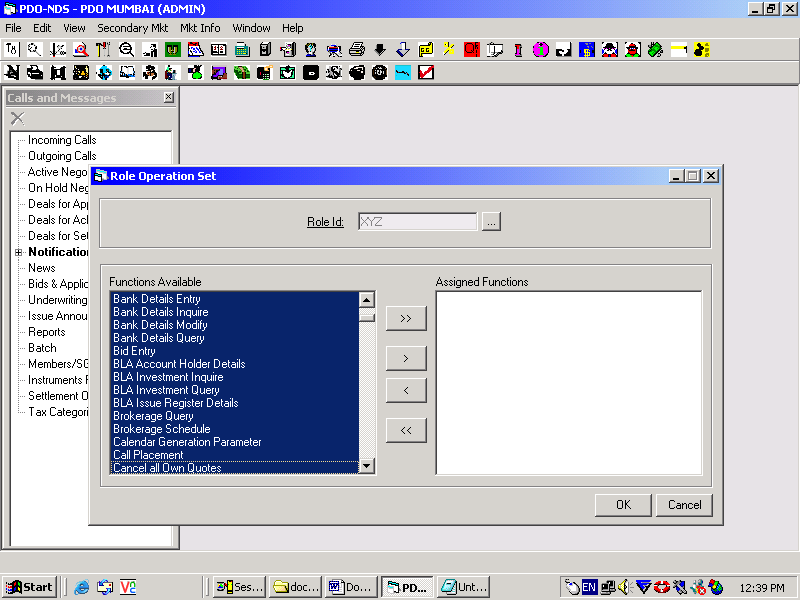 PDO-NDS - PDO MUMBAI (ADMIN)
File Edit View Secondary Mkt Mkt Info Window Help
Calls and Messages
Incoming Calls
Outgoing Calls
Active Nego
On Hold Neg
Deals for Ap
Deals for Ac
Deals for Set
Notification
News
Bids & Applic
Underwriting
Issue Annou
Reports
Batch
Members/SG
Instruments
Settlement O
Tax Categori
Role Operation Set
Role Id: XYZ ...
Functions Available
Bank Details Entry
Bank Details Inquire
Bank Details Modify
Bank Details Query
Bid Entry
BLA Account Holder Details
BLA Investment Inquire
BLA Investment Query
BLA Issue Register Details
Brokerage Query
Brokerage Schedule
Calendar Generation Parameter
Call Placement
Cancel all Own Quotes
>>
>
<
<<
Assigned Functions
OK Cancel
Start Ses... doc... Do... PD... Unt... EN 12:39 PM